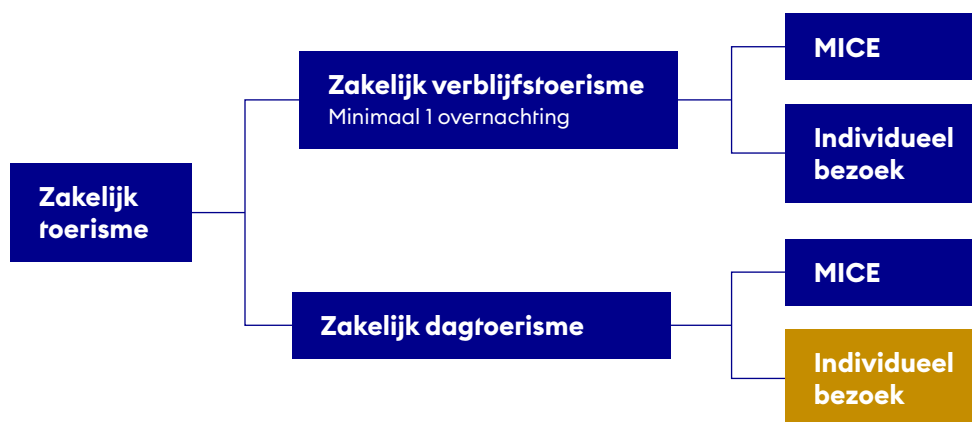 Zakelijk
toerisme
Zakelijk verblijfstoerisme
Minimaal 1 overnachting
MICE
Individueel
bezoek
Zakelijk dagtoerisme
MICE
Individueel
bezoek